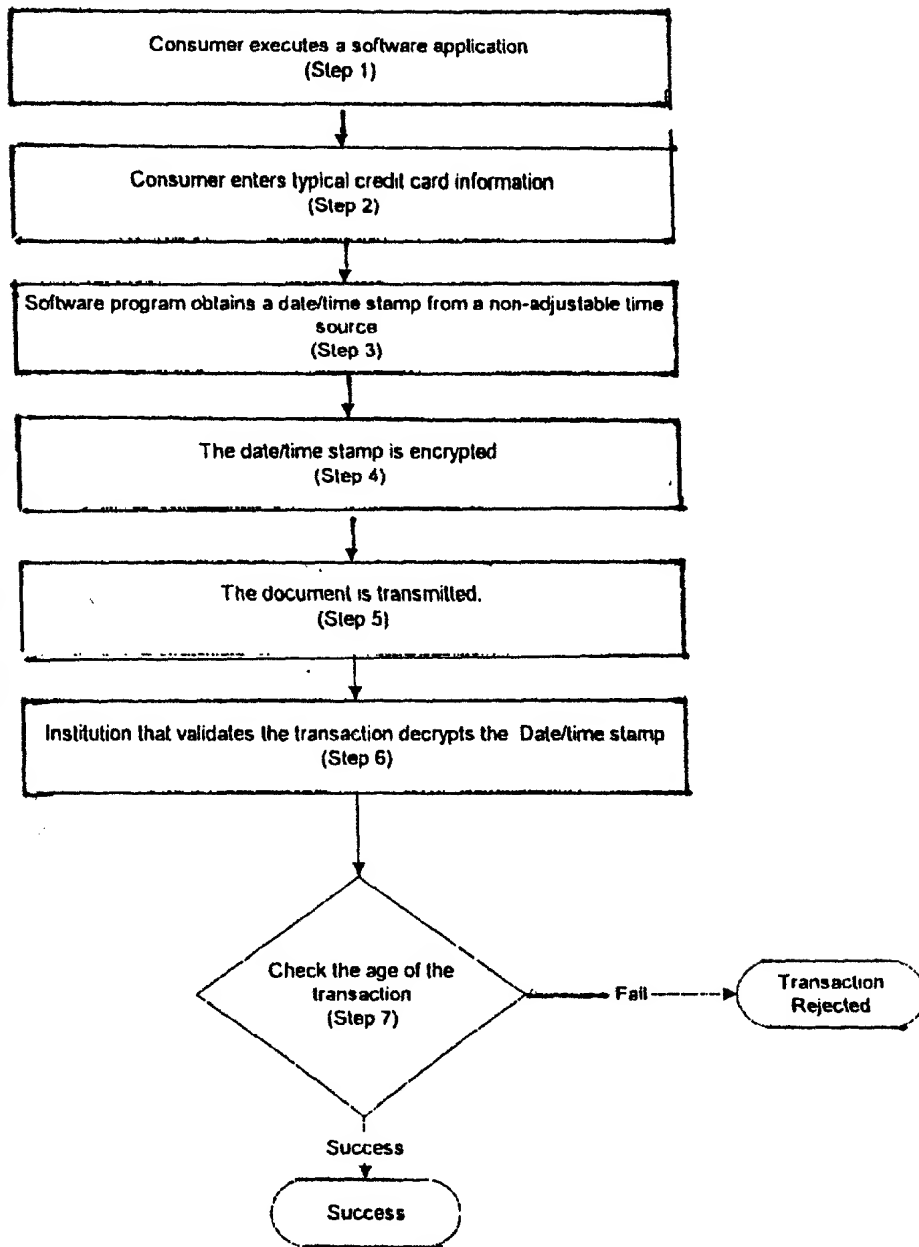 Consumer executes a software application
(Step 1)
Consumer enters typical credit card information
(Step 2)
Software program obtains a date/time stamp from a non-adjustable time
source
(Step 3)
The date/time stamp is encrypted
(Step 4)
The document is transmitted.
(Step 5)
Institution that validates the transaction decrypts the Date/time stamp
(Step 6)
Check the age of the
transaction
(Step 7)
Fail
Transaction
Rejected
Success
Success